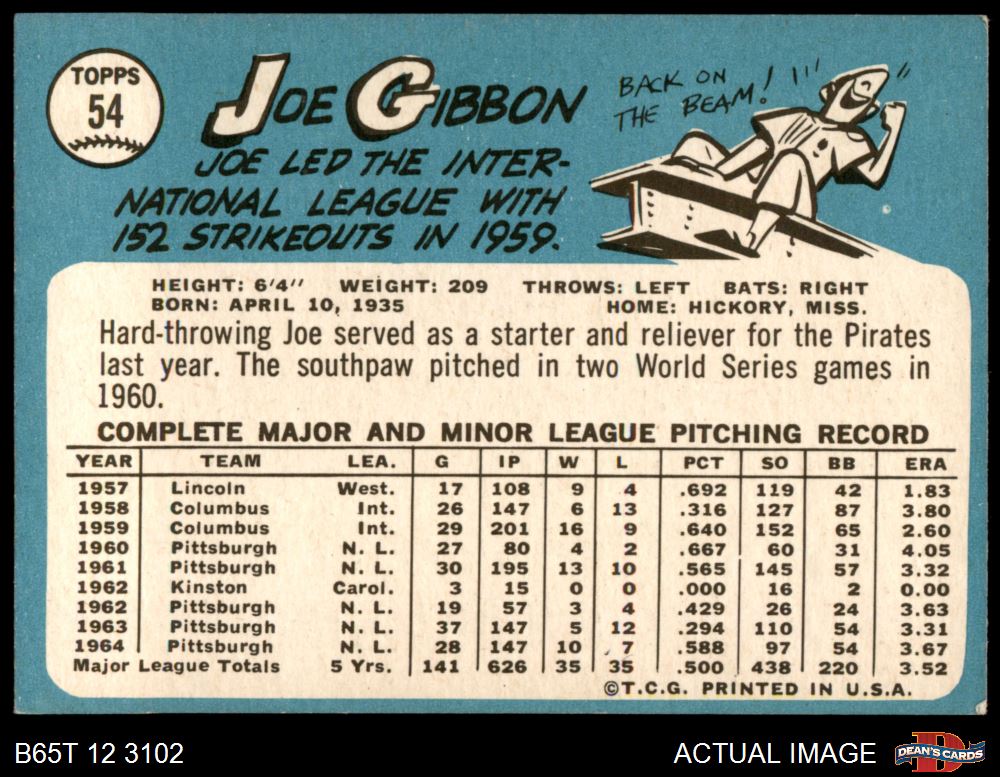 TOPPS
54
JOE GIBBON
JOE LED THE INTER-
NATIONAL LEAGUE WITH
152 STRIKEOUTS IN 1959.
BACK ON
THE BEAM!
HEIGHT: 6'4" WEIGHT: 209 THROWS: LEFT BATS: RIGHT
BORN: APRIL 10, 1935 HOME: HICKORY, MISS.
Hard-throwing Joe served as a starter and reliever for the Pirates
last year. The southpaw pitched in two World Series games in
1960.
COMPLETE MAJOR AND MINOR LEAGUE PITCHING RECORD
YEAR TEAM LEA. G IP W L PCT SO BB ERA
1957 Lincoln West. 17 108 9 4 .692 119 42 1.83
1958 Columbus Int. 26 147 6 13 .316 127 87 3.80
1959 Columbus Int. 29 201 16 9 .640 152 65 2.60
1960 Pittsburgh N. L. 27 80 4 2 .667 60 31 4.05
1961 Pittsburgh N. L. 30 195 13 10 .565 145 57 3.32
1962 Kinston Carol. 3 15 0 0 .000 16 2 0.00
1962 Pittsburgh N. L. 19 57 3 4 .429 26 24 3.63
1963 Pittsburgh N. L. 37 147 5 12 .294 110 54 3.31
1964 Pittsburgh N. L. 28 147 10 7 .588 97 54 3.67
Major League Totals 5 Yrs. 141 626 35 35 .500 438 220 3.52
©T.C.G. PRINTED IN U.S.A.
B65T 12 3102 ACTUAL IMAGE DEAN'S CARDS